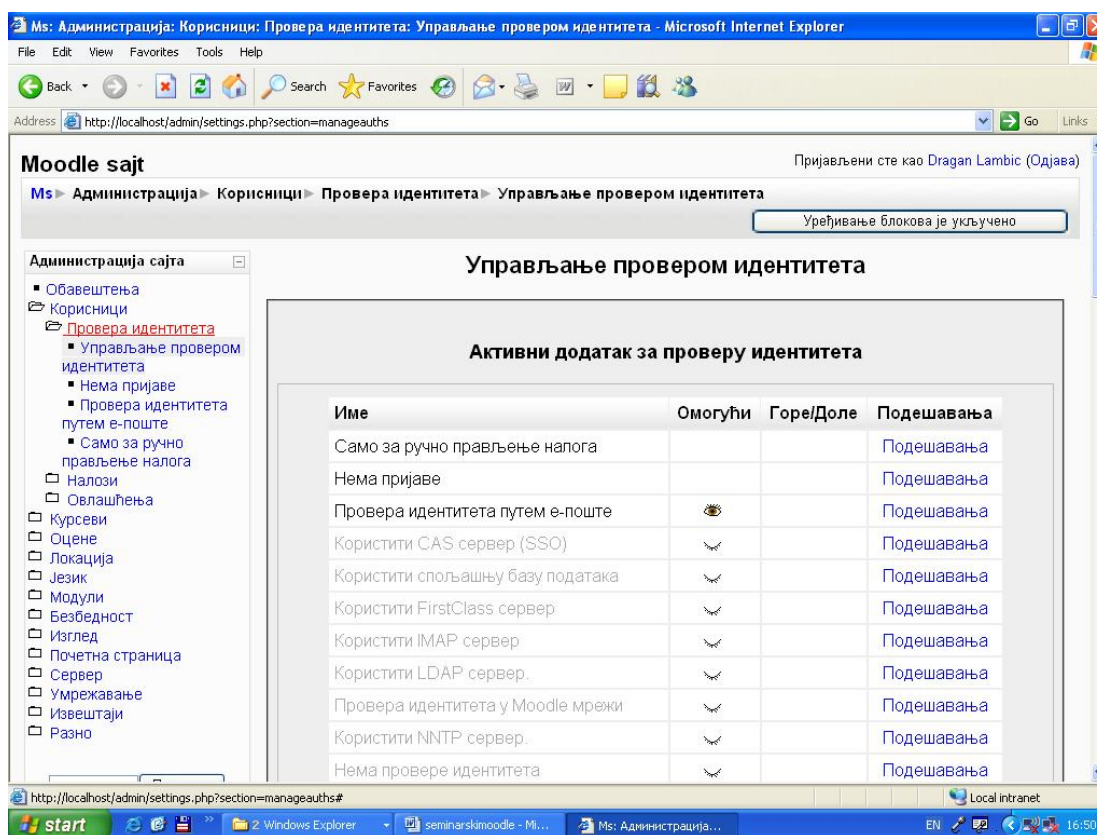 Ms: Администрација: Корисници: Провера идентитета: Управљање провером идентитета - Microsoft Internet Explorer
File Edit View Favorites Tools Help
Back Search Favorites
Address http://localhost/admin/settings.php?section=manageauths Go Links
Moodle sajt
Пријављени сте као Dragan Lambic (Одјава)
Ms Администрација Корисници Провера идентитета Управљање провером идентитета
Уређивање блокова је укључено
Администрација сајта
Обавештења
Корисници
Провера идентитета
Управљање провером
идентитета
Нема пријаве
Провера идентитета
путем е-поште
Само за ручно
прављење налога
Налози
Овлашћења
Курсеви
Оцене
Локација
Језик
Модули
Безбедност
Изглед
Почетна страница
Сервер
Умрежавање
Извештаји
Разно
Управљање провером идентитета
Активни додатак за проверу идентитета
Име Омогући Горе/Доле Подешавања
Само за ручно прављење налога Подешавања
Нема пријаве Подешавања
Провера идентитета путем е-поште Подешавања
Користити CAS сервер (SSO) Подешавања
Користити спољашњу базу података Подешавања
Користити FirstClass сервер Подешавања
Користити IMAP сервер Подешавања
Користити LDAP сервер. Подешавања
Провера идентитета у Moodle мрежи Подешавања
Користити NNTP сервер. Подешавања
Нема провере идентитета Подешавања
http://localhost/admin/settings.php?section=manageauths# Local intranet
start 2 Windows Explorer seminarskimoodle - Mi... Ms: Администрација... EN 16:50